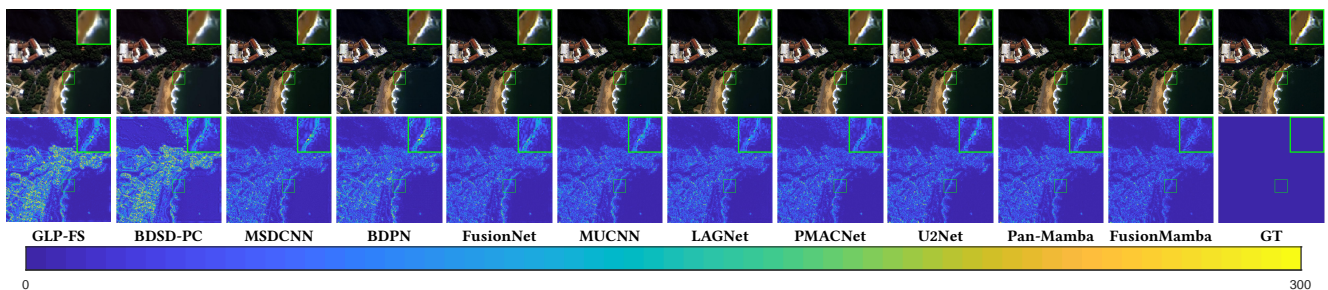 GLP-FS BDSD-PC MSDCNN BDPN FusionNet MUCNN LAGNet PMACNet U2Net Pan-Mamba FusionMamba GT
0 300